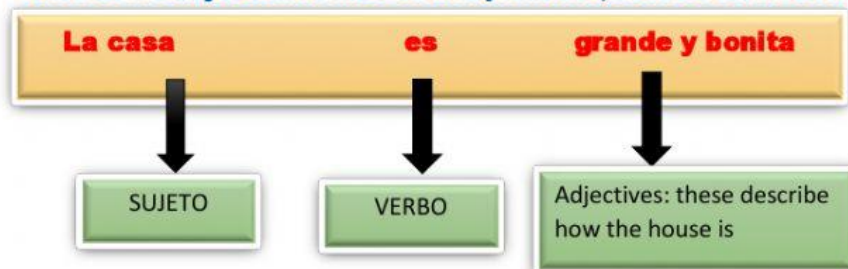 La casa es grande y bonita
SUJETO
VERBO
Adjectives: these describe
how the house is